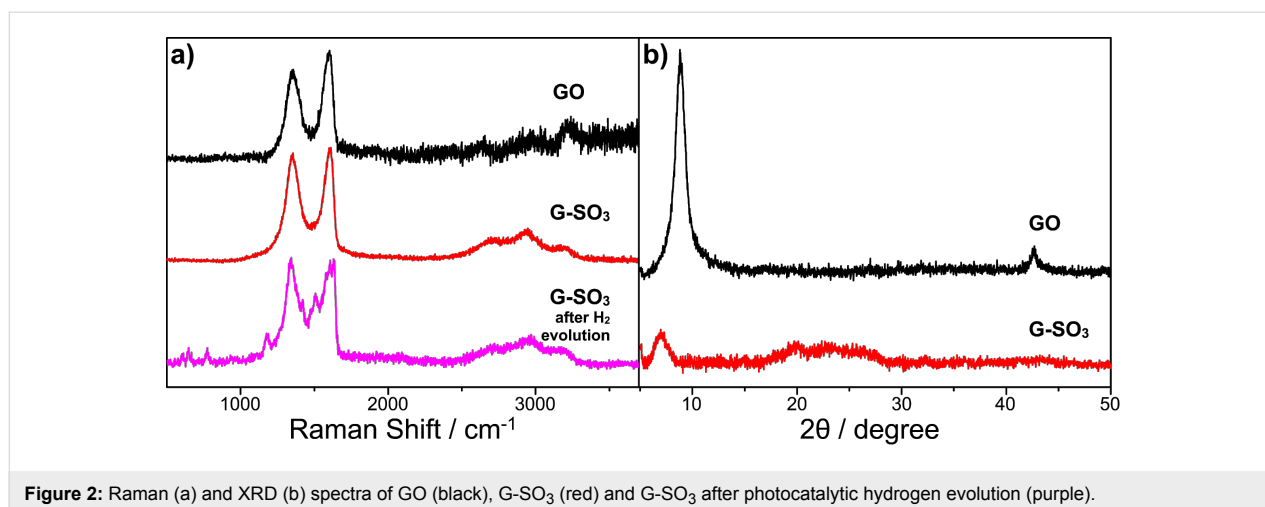 a)
GO
G-SO3
G-SO3
after H2
evolution
1000 2000 3000
Raman Shift / cm-1
b)
GO
G-SO3
10 20 30 40 50
2θ / degree
Figure 2: Raman (a) and XRD (b) spectra of GO (black), G-SO3 (red) and G-SO3 after photocatalytic hydrogen evolution (purple).